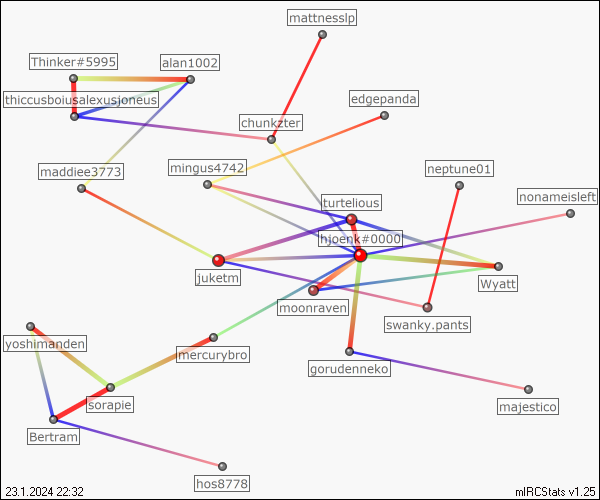 mattnesslp
Thinker#5995
alan1002
thiccusboiusalexusjoneus
edgepanda
chunkzter
maddiee3773
mingus4742
neptune01
nonameisleft
turtelious
hjoenk#0000
juketm
Wyatt
moonraven
swanky.pants
yoshimanden
mercurybro
gorudenneko
sorapie
majestico
Bertram
hos8778
23.1.2024 22:32
mIRCStats v1.25